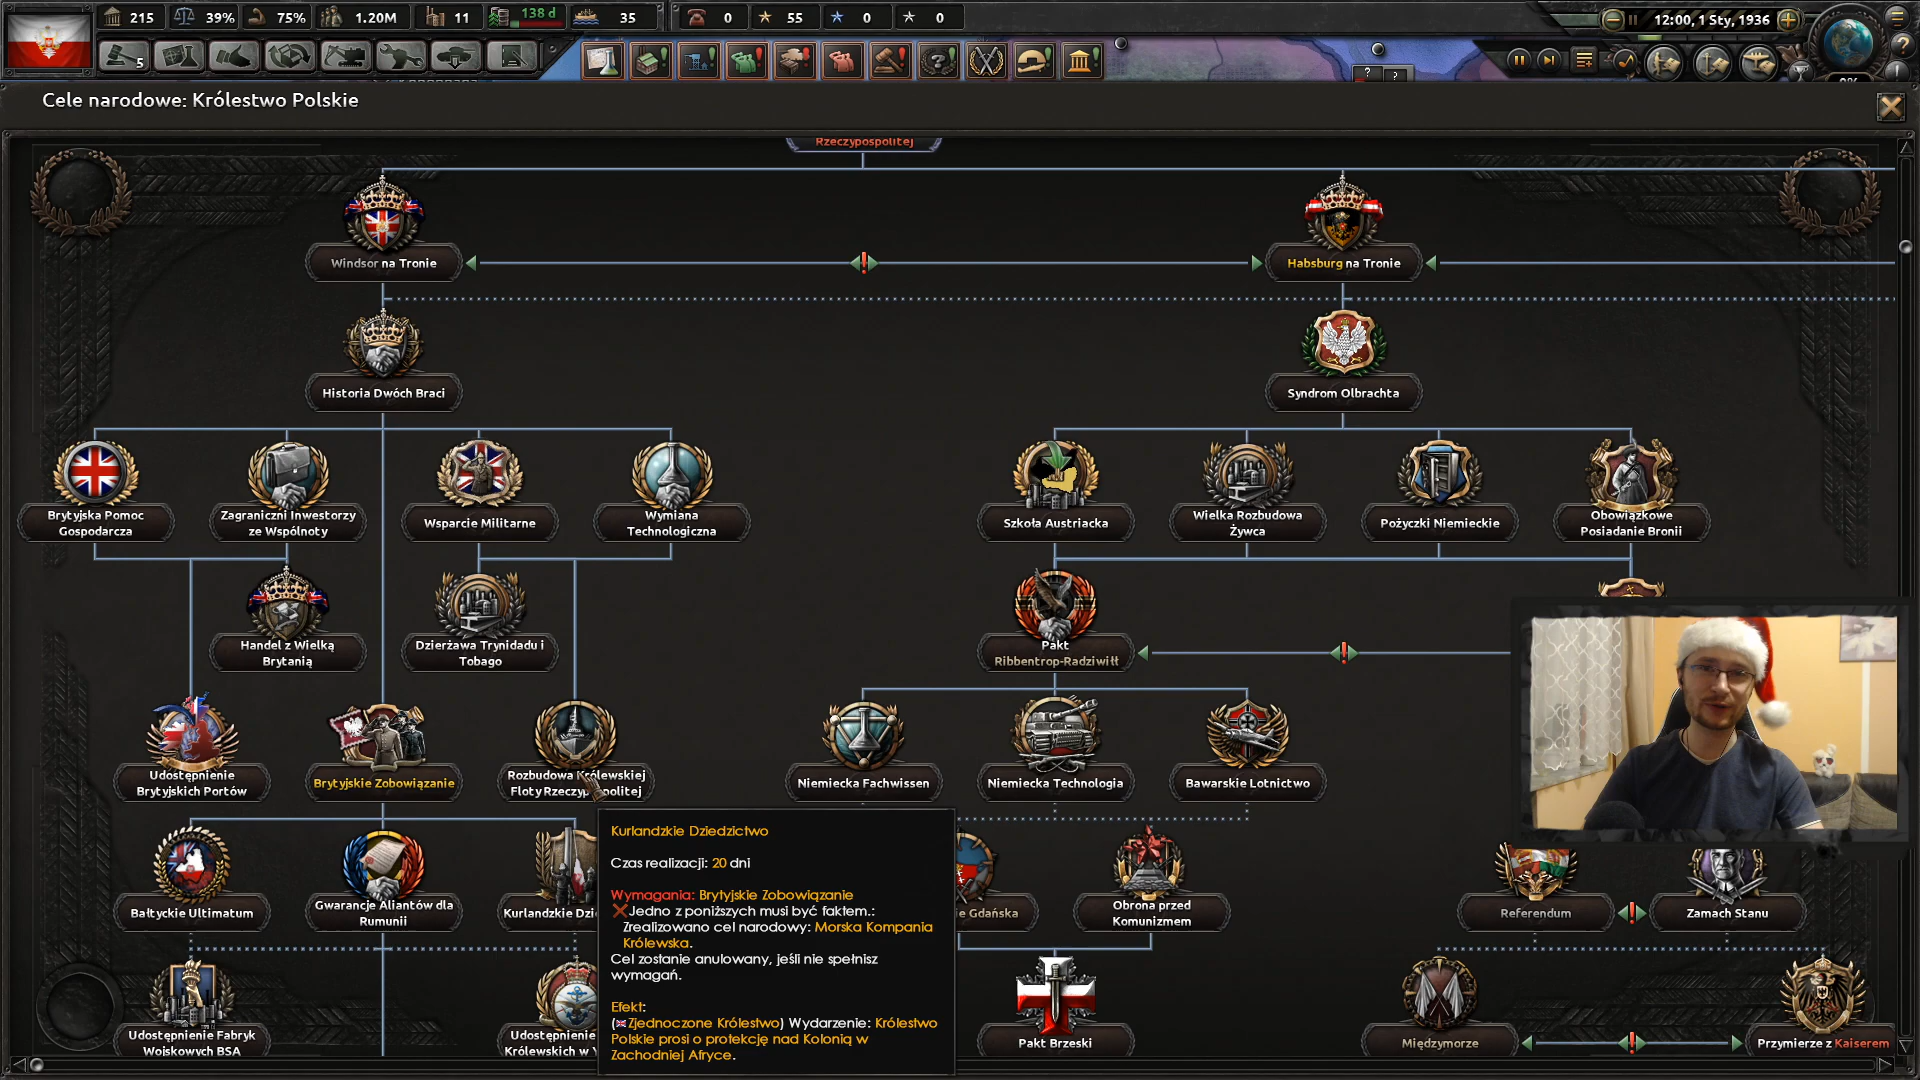 215
39%
75%
1.20M
11
138 d
35
0
55
0
0
12:00, 1 Sty, 1936
5
Cele narodowe: Królestwo Polskie
Rzeczypospolitej
Windsor na Tronie
Habsburg na Tronie
Historia Dwóch Braci
Syndrom Olbrachta
Brytyjska Pomoc
Gospodarcza
Zagraniczni Inwestorzy
ze Wspólnoty
Wsparcie Militarne
Wymiana
Technologiczna
Szkoła Austriacka
Wielka Rozbudowa
Żywca
Pożyczki Niemieckie
Obowiązkowe
Posiadanie Bronii
Handel z Wielką
Brytanią
Dzierżawa Trynidadu i
Tobago
Pakt
Ribbentrop-Radziwiłł
Udostępnienie
Brytyjskich Portów
Brytyjskie Zobowiązanie
Rozbudowa Królewskiej
Floty Rzeczypospolitej
Niemiecka Fachwissen
Niemiecka Technologia
Bawarskie Lotnictwo
Bałtyckie Ultimatum
Gwarancje Aliantów dla
Rumunii
Kurlandzkie Dzi
Kurlandzkie Dziedzictwo
Czas realizacji: 20 dni
Wymagania: Brytyjskie Zobowiązanie
Jedno z poniższych musi być faktem.:
Zrealizowano cel narodowy: Morska Kompania
Królewska.
Cel zostanie anulowany, jeśli nie spełnisz
wymagań.
Efekt:
(Zjednoczone Królestwo) Wydarzenie: Królestwo
Polskie prosi o protekcję nad Kolonią w
Zachodniej Afryce.
ie Gdańska
Obrona przed
Komunizmem
Referendum
Zamach Stanu
Udostępnienie Fabryk
Wojskowych BSA
Udostępnienie
Królewskich w
Pakt Brzeski
Międzymorze
Przymierze z Kaiserem